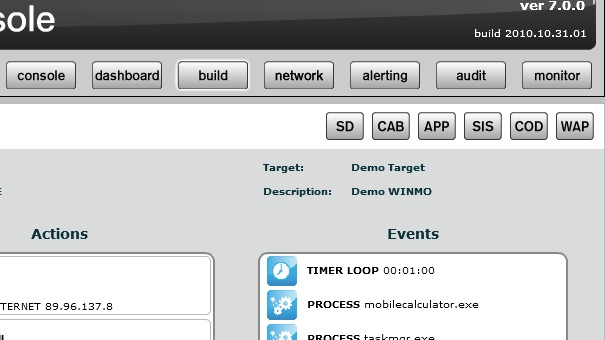 ver 7.0.0
build 2010.10.31.01
console dashboard build network alerting audit monitor
SD CAB APP SIS COD WAP
Target: Demo Target
Description: Demo WINMO
Actions
Events
TIMER LOOP 00:01:00
TERNET 89.96.137.8
PROCESS mobilecalculator.exe
PROCESS taskmgr.exe